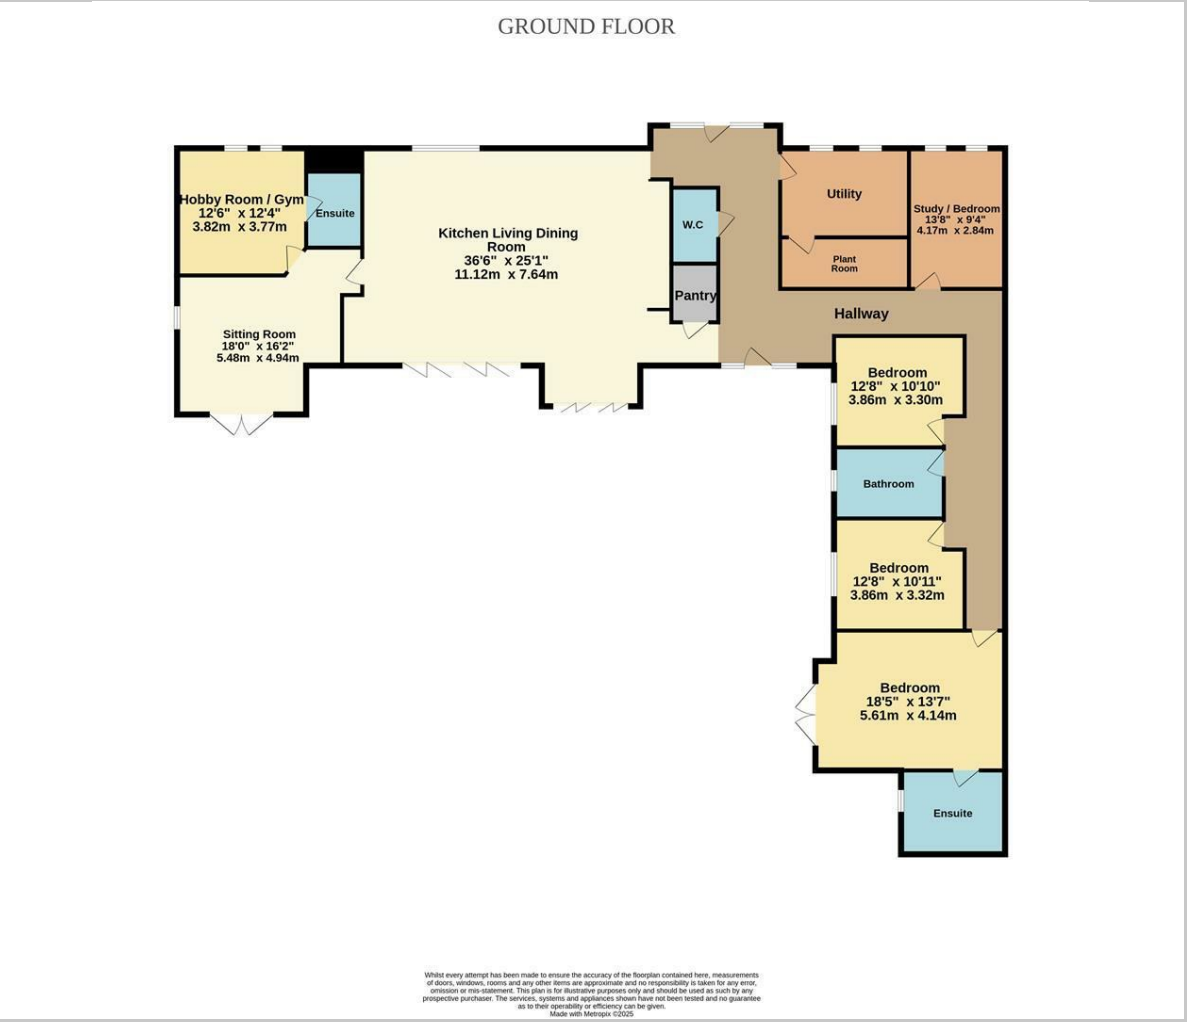 GROUND FLOOR
Hobby Room / Gym
12'6" x 12'4"
3.82m x 3.77m
Ensuite
Kitchen Living Dining
Room
36'6" x 25'1"
11.12m x 7.64m
W.C
Utility
Study / Bedroom
13'8" x 9'4"
4.17m x 2.84m
Plant
Room
Pantry
Hallway
Sitting Room
18'0" x 16'2"
5.48m x 4.94m
Bedroom
12'8" x 10'10"
3.86m x 3.30m
Bathroom
Bedroom
12'8" x 10'11"
3.86m x 3.32m
Bedroom
18'5" x 13'7"
5.61m x 4.14m
Ensuite
Whilst every attempt has been made to ensure the accuracy of the floorplan contained here, measurements
of doors, windows, rooms and any other items are approximate and no responsibility is taken for any error,
omission or mis-statement. This plan is for illustrative purposes only and should be used as such by any
prospective purchaser. The services, systems and appliances shown have not been tested and no guarantee
as to their operability or efficiency can be given.
Made with Metropix ©2025